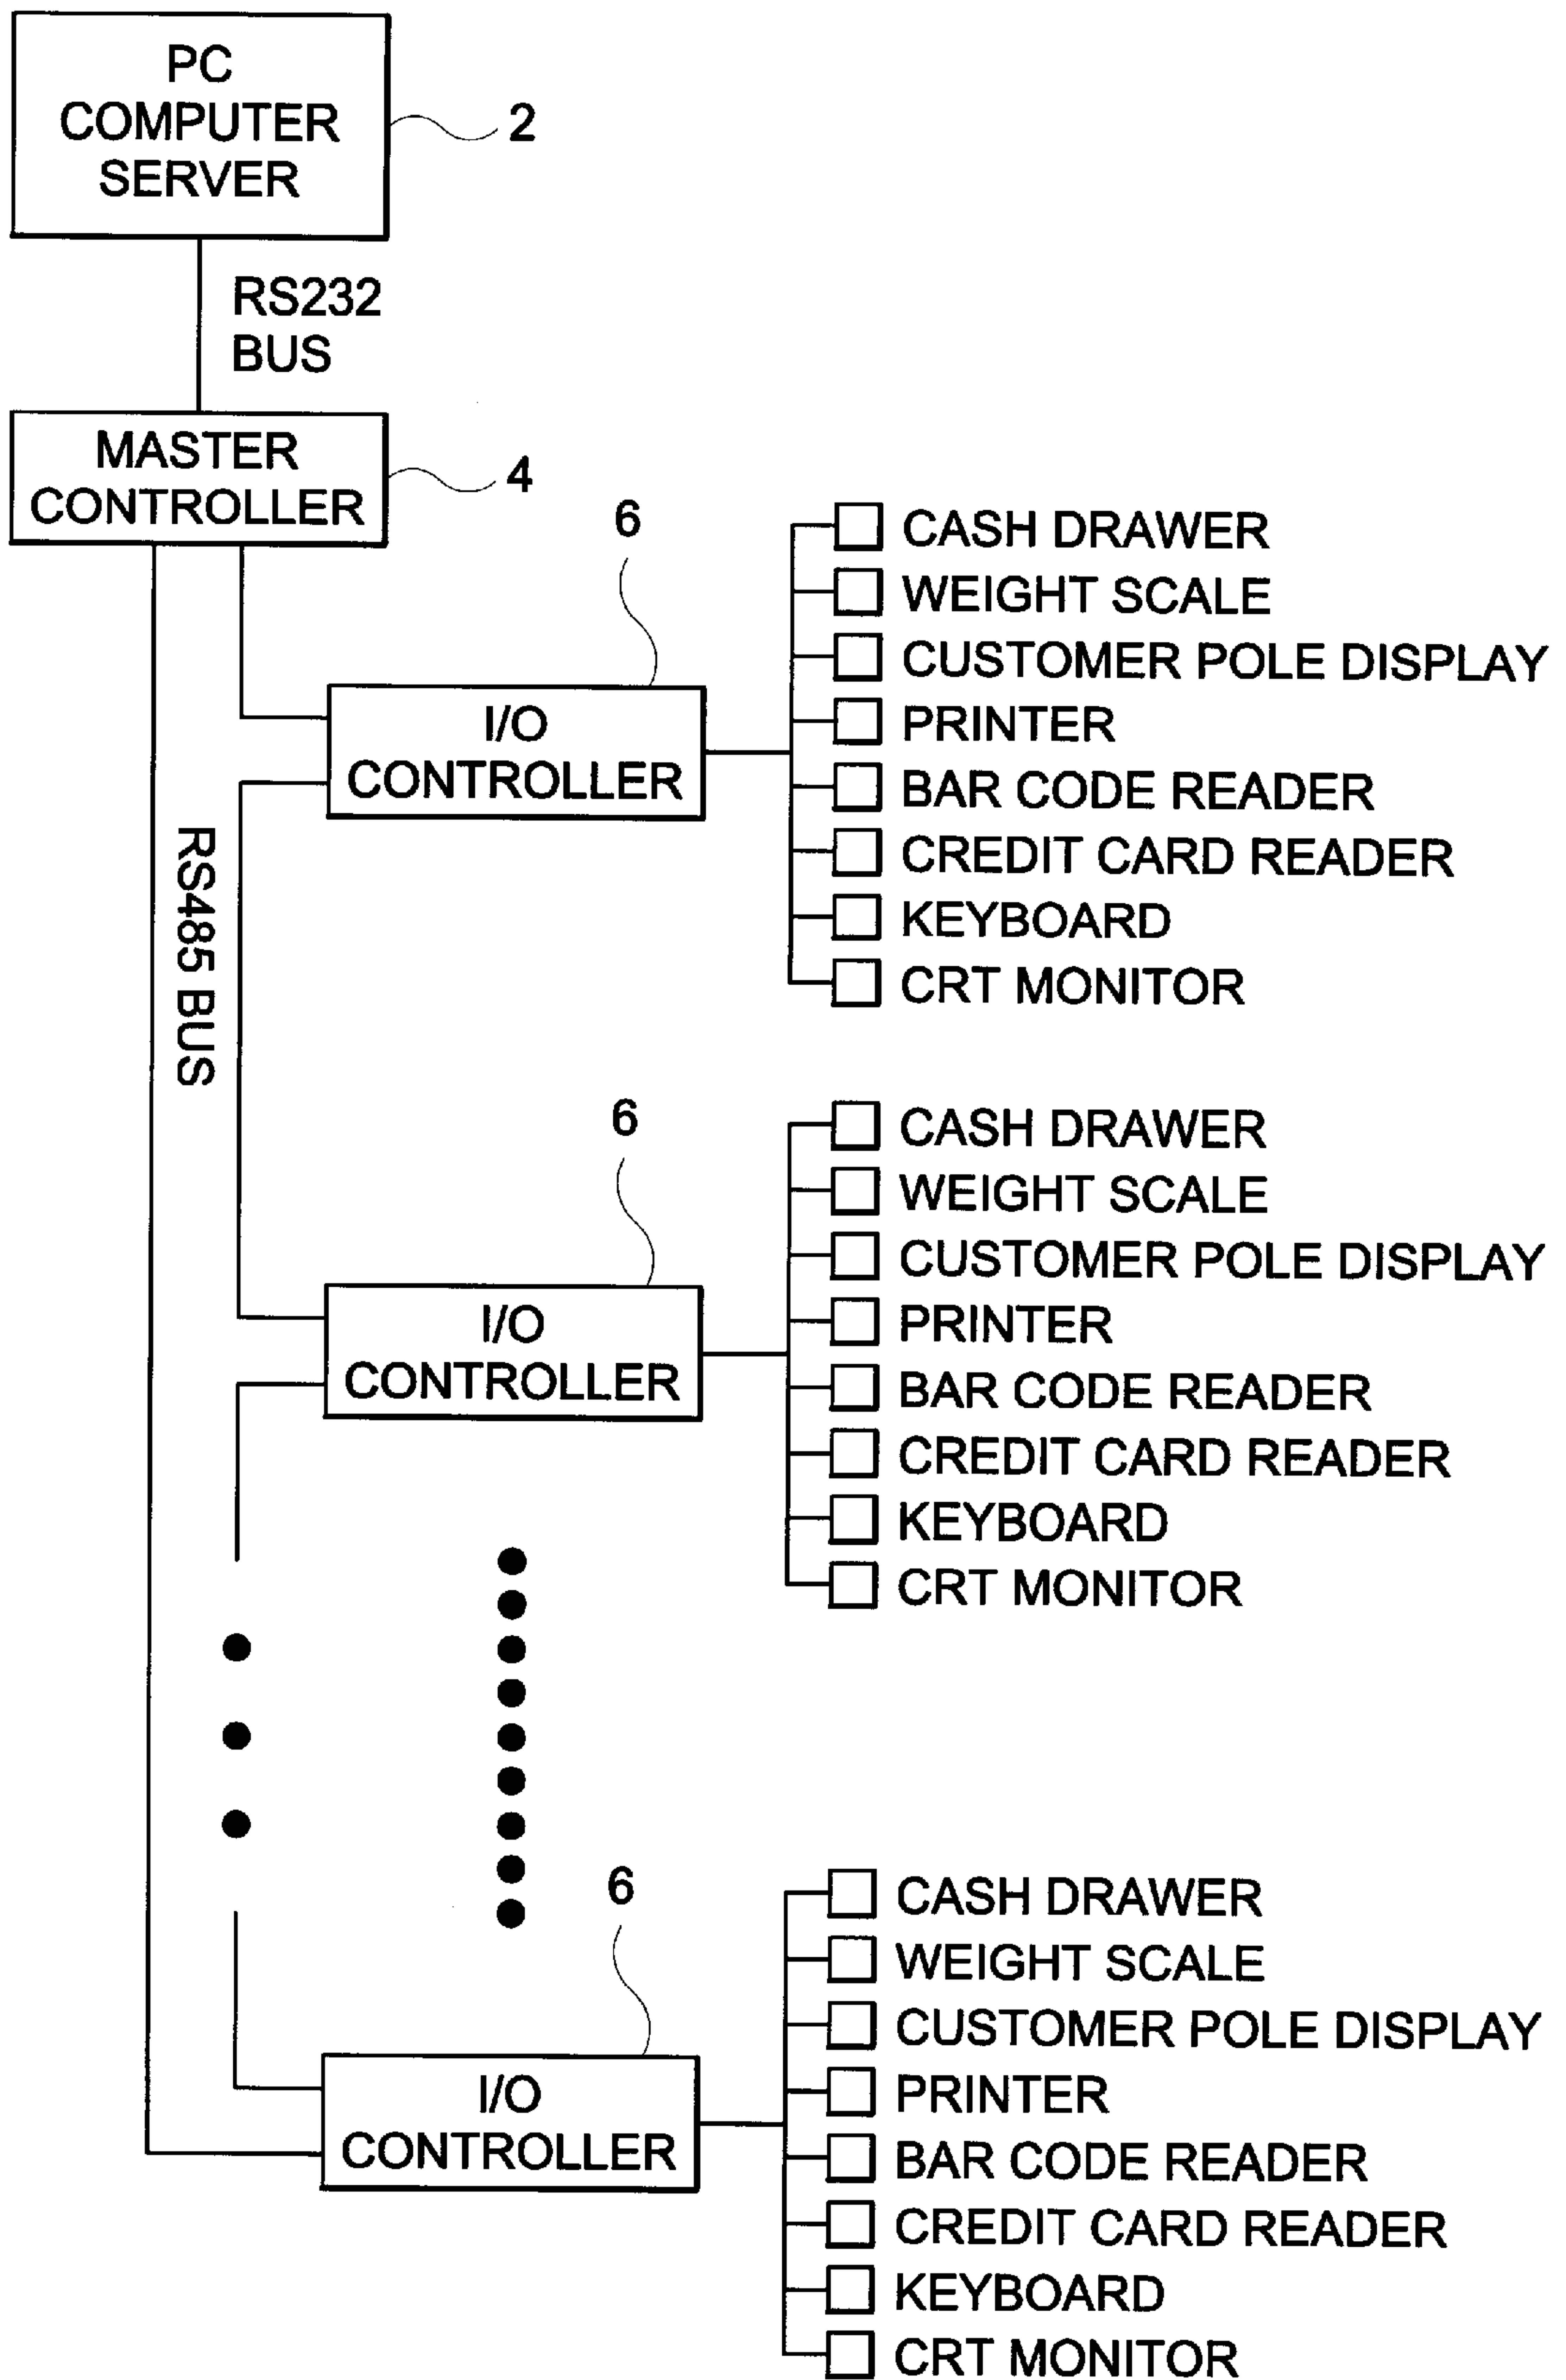 PC
COMPUTER
SERVER
2
RS232
BUS
MASTER
CONTROLLER
4
6
I/O
CONTROLLER
CASH DRAWER
WEIGHT SCALE
CUSTOMER POLE DISPLAY
PRINTER
BAR CODE READER
CREDIT CARD READER
KEYBOARD
CRT MONITOR
RS485 BUS
6
I/O
CONTROLLER
CASH DRAWER
WEIGHT SCALE
CUSTOMER POLE DISPLAY
PRINTER
BAR CODE READER
CREDIT CARD READER
KEYBOARD
CRT MONITOR
6
I/O
CONTROLLER
CASH DRAWER
WEIGHT SCALE
CUSTOMER POLE DISPLAY
PRINTER
BAR CODE READER
CREDIT CARD READER
KEYBOARD
CRT MONITOR